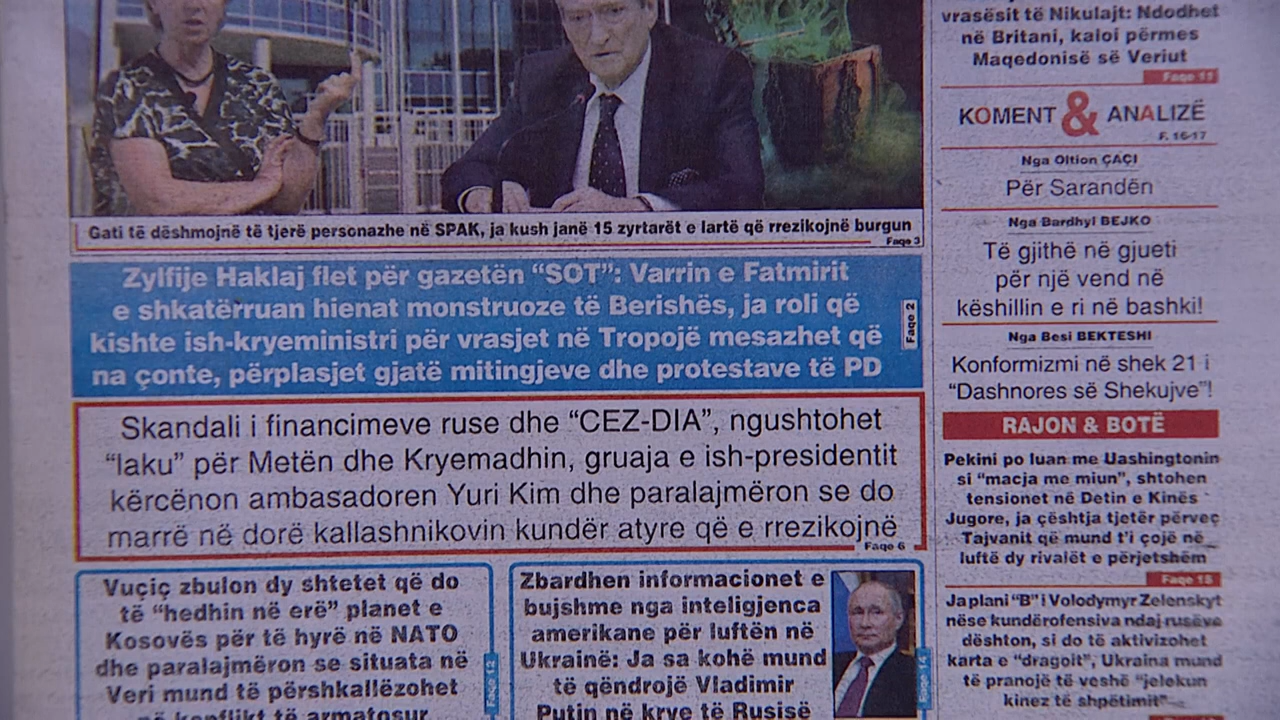 Gati të dëshmojnë të tjerë personazhe në SPAK, ja kush janë 15 zyrtarët e lartë që rrezikojnë burgun
Faqe 3
Zylfije Haklaj flet për gazetën “SOT”: Varrin e Fatmirit
e shkatërruan hienat monstruoze të Berishës, ja roli që
kishte ish-kryeministri për vrasjet në Tropojë mesazhet që
na çonte, përplasjet gjatë mitingjeve dhe protestave të PD
Faqe 2
Skandali i financimeve ruse dhe “CEZ-DIA”, ngushtohet
“laku” për Metën dhe Kryemadhin, gruaja e ish-presidentit
kërcënon ambasadoren Yuri Kim dhe paralajmëron se do
marrë në dorë kallashnikovin kundër atyre që e rrezikojnë
Faqe 6
Vuçiç zbulon dy shtetet që do
të “hedhin në erë” planet e
Kosovës për të hyrë në NATO
dhe paralajmëron se situata në
Veri mund të përshkallëzohet
në konflikt të armatosur
Faqe 12
Zbardhen informacionet e
bujshme nga inteligjenca
amerikane për luftën në
Ukrainë: Ja sa kohë mund
të qëndrojë Vladimir
Putin në krye të Rusisë
Faqe 14
vrasësit të Nikulajt: Ndodhet
në Britani, kaloi përmes
Maqedonisë së Veriut
Faqe 11
KOMENT & ANALIZË
F. 16-17
Nga Oltion ÇAÇI
Për Sarandën
Nga Bardhyl BEJKO
Të gjithë në gjueti
për një vend në
këshillin e ri në bashki!
Nga Besi BEKTESHI
Konformizmi në shek 21 i
“Dashnores së Shekujve”!
RAJON & BOTË
Pekini po luan me Uashingtonin
si “macja me miun”, shtohen
tensionet në Detin e Kinës
Jugore, ja çështja tjetër përveç
Tajvanit që mund t’i çojë në
luftë dy rivalët e përjetshëm
Faqe 15
Ja plani “B” i Volodymyr Zelenskyt
nëse kundërofensiva ndaj rusëve
dështon, si do të aktivizohet
karta e “dragoit”, Ukraina mund
të pranojë të veshë “jelekun
kinez të shpëtimit”